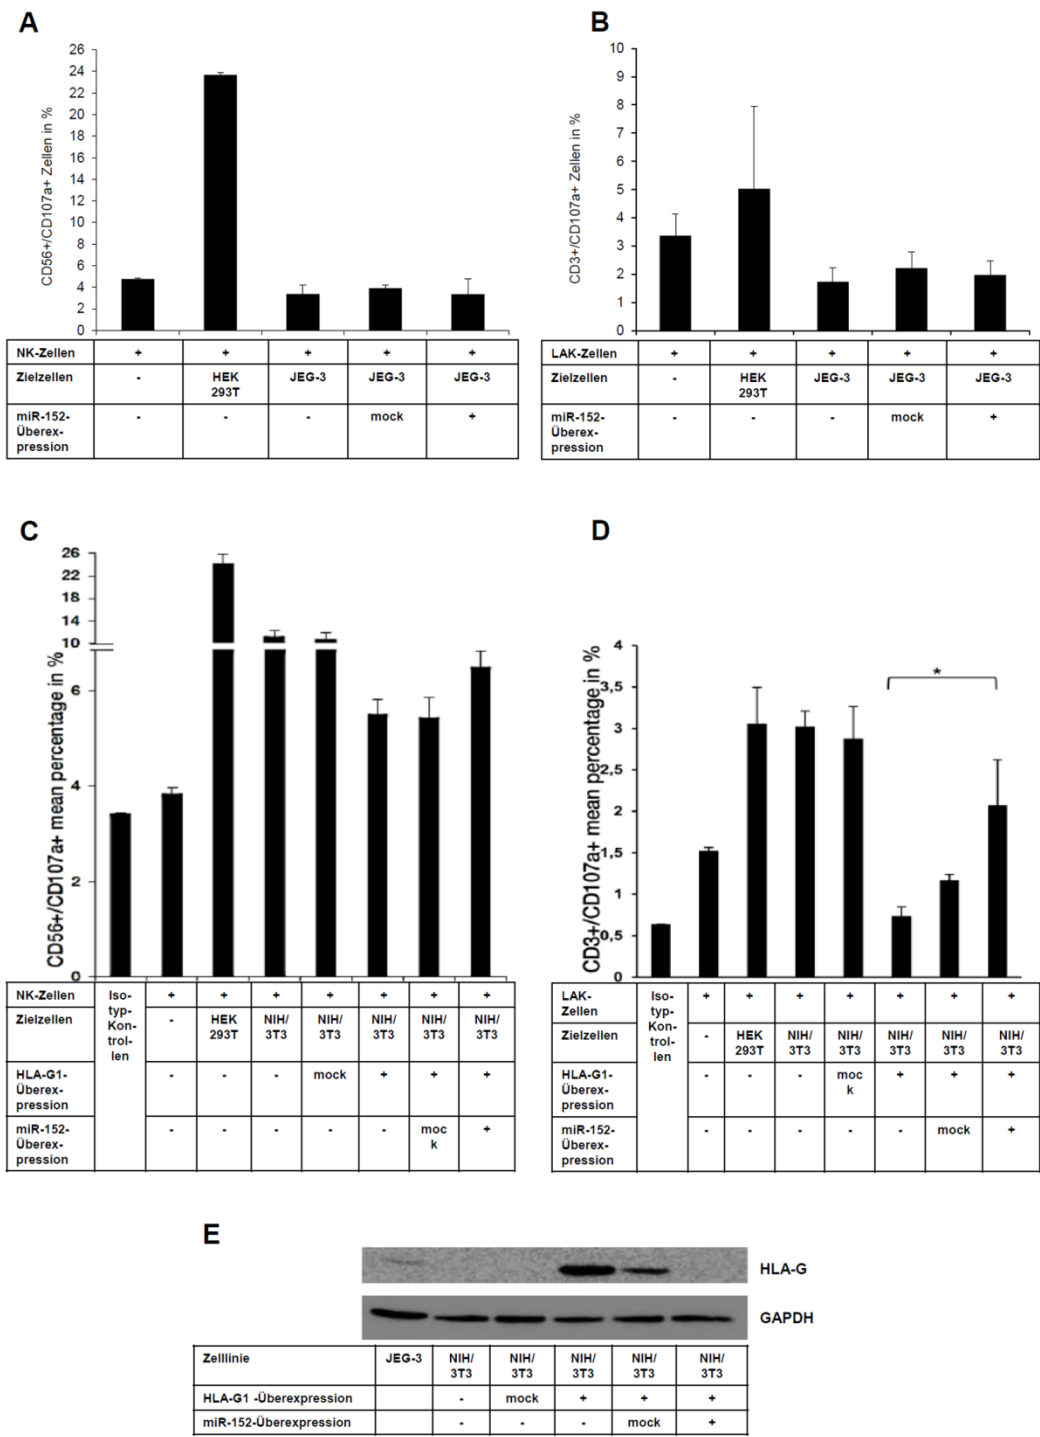 A
CD56+/CD107a+ Zellen in %
26
24
22
20
18
16
14
12
10
8
6
4
2
0
NK-Zellen + + + + +
Zielzellen - HEK 293T JEG-3 JEG-3 JEG-3
miR-152-Überex-pression - - - mock +
B
CD3+/CD107a+ Zellen in %
10
9
8
7
6
5
4
3
2
1
0
LAK-Zellen + + + + +
Zielzellen - HEK 293T JEG-3 JEG-3 JEG-3
miR-152-Überex-pression - - - mock +
C
CD56+/CD107a+ mean percentage in %
26
22
18
14
10
6
4
2
0
NK-Zellen Iso-typ-Kon-trol-len + + + + + + +
Zielzellen - HEK 293T NIH/3T3 NIH/3T3 NIH/3T3 NIH/3T3 NIH/3T3
HLA-G1-Überex-pression - - - mock + + +
miR-152-Überex-pression - - - - - mock +
D
CD3+/CD107a+ mean percentage in %
4
3,5
3
2,5
2
1,5
1
0,5
0
*
LAK-Zellen Iso-typ-Kon-trol-len + + + + + + +
Zielzellen - HEK 293T NIH/3T3 NIH/3T3 NIH/3T3 NIH/3T3 NIH/3T3
HLA-G1-Überex-pression - - - mock + + +
miR-152-Überex-pression - - - - - mock +
E
HLA-G
GAPDH
Zelllinie JEG-3 NIH/3T3 NIH/3T3 NIH/3T3 NIH/3T3 NIH/3T3
HLA-G1 -Überexpression - mock + + +
miR-152-Überexpression - - - mock +